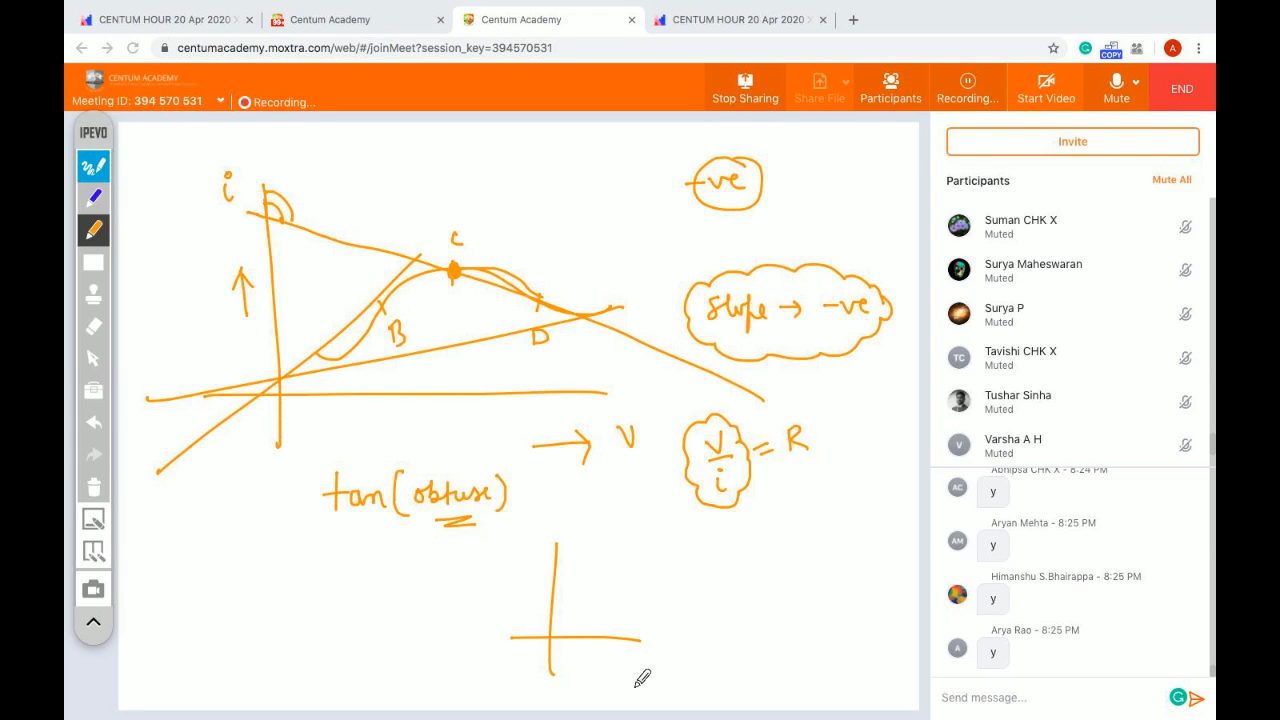 CENTUM HOUR 20 Apr 2020
Centum Academy
Centum Academy
CENTUM HOUR 20 Apr 2020
centumacademy.moxtra.com/web/#/joinMeet?session_key=394570531
COPY
A
CENTUM ACADEMY
Meeting ID: 394 570 531
Recording...
Stop Sharing
Share File
Participants
Recording...
Start Video
Mute
END
IPEVO
i
C
B
D
V
-ve
slope → -ve
V/i = R
tan(obtuse)
Invite
Participants
Mute All
Suman CHK X
Muted
Surya Maheswaran
Muted
Surya P
Muted
TC
Tavishi CHK X
Muted
Tushar Sinha
Muted
V
Varsha A H
Muted
Abhipsa CHK X - 8:24 PM
AC
y
Aryan Mehta - 8:25 PM
AM
y
Himanshu S.Bhairappa - 8:25 PM
y
Arya Rao - 8:25 PM
A
y
Send message...